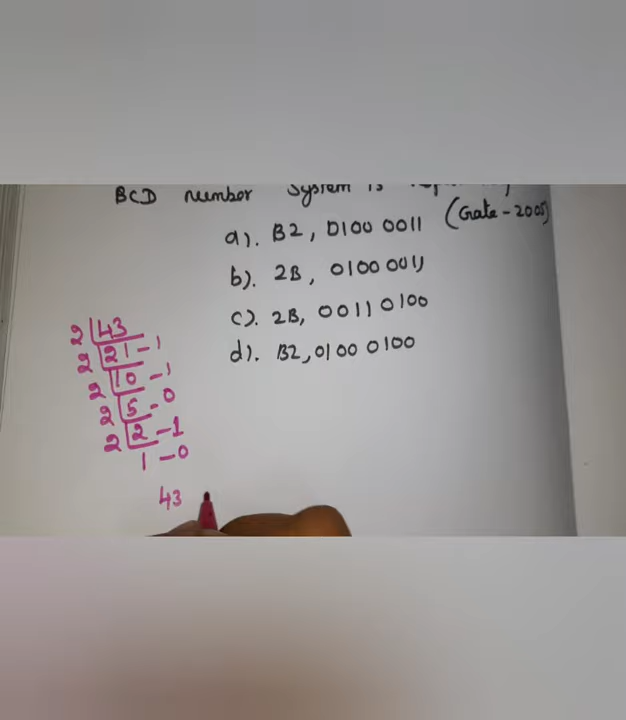 BCD number System is
(Gate - 2005)
a). B2, 0100 0011
b). 2B, 0100 0011
c). 2B, 0011 0100
d). B2, 0100 0100
2 43
2 21 - 1
2 10 - 1
2 5 - 0
2 2 - 1
1 - 0
43